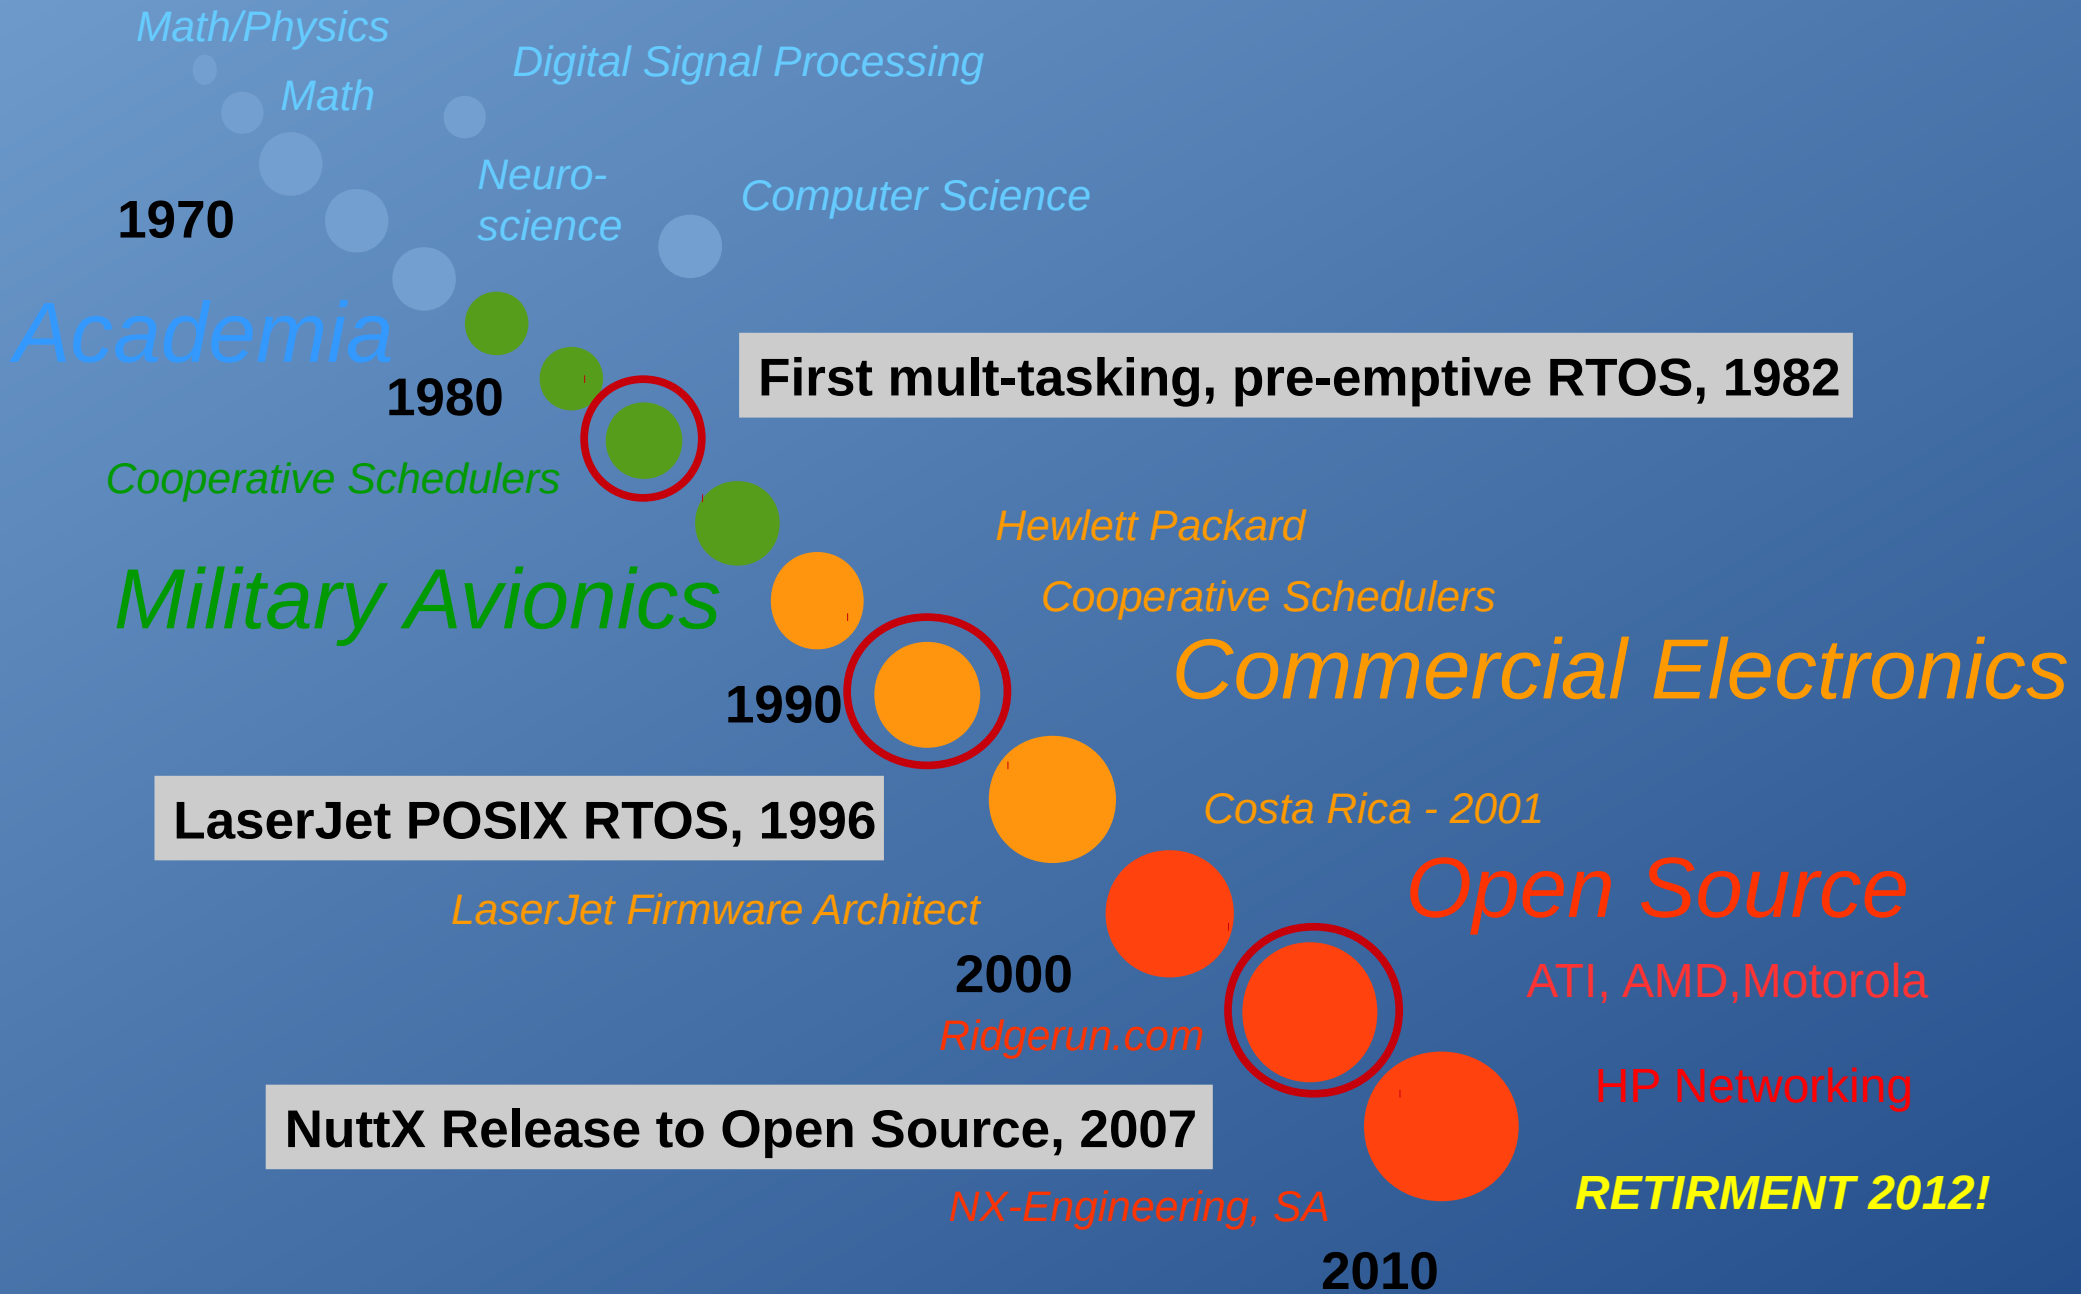 Math/Physics
Digital Signal Processing
Math
Neuro-
science
Computer Science
1970
Academia
First mult-tasking, pre-emptive RTOS, 1982
1980
Cooperative Schedulers
Hewlett Packard
Military Avionics
Cooperative Schedulers
Commercial Electronics
1990
LaserJet POSIX RTOS, 1996
Costa Rica - 2001
LaserJet Firmware Architect
Open Source
2000
ATI, AMD,Motorola
Ridgerun.com
HP Networking
NuttX Release to Open Source, 2007
RETIRMENT 2012!
NX-Engineering, SA
2010